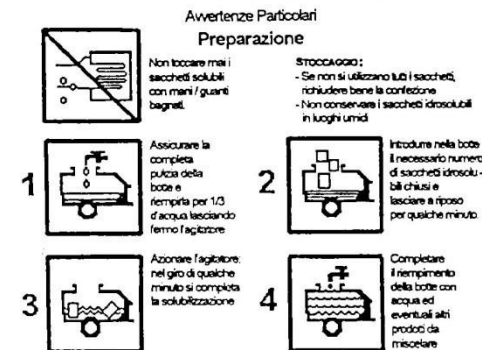 Avvertenze Particolari
Preparazione
Non toccare mai i
sacchetti solubili
con mani / guanti
bagnati.
STOCCAGGIO :
- Se non si utilizzano tutti i sacchetti,
richiudere bene la confezione
- Non conservare i sacchetti idrosolubili
in luoghi umidi
1
Assicurare la
completa
pulizia della
botte e
riempirla per 1/3
d'acqua lasciando
fermo l'agitatore
2
Introdurre nella botte
il necessario numero
di sacchetti idrosolu -
bili chiusi e
lasciare a riposo
per qualche minuto.
3
Azionare l'agitatore:
nel giro di qualche
minuto si completa
la solubilizzazione
4
Completare
il riempimento
della botte con
acqua ed
eventuali altri
prodotti da
miscelare